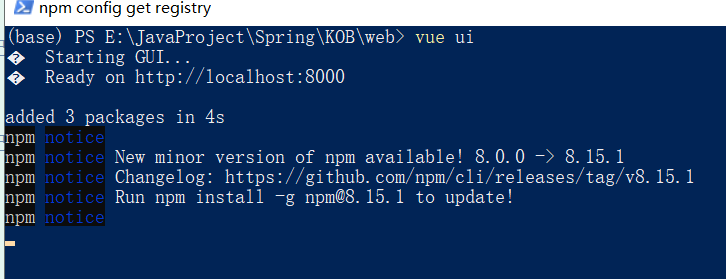 npm config get registry
(base) PS E:\JavaProject\Spring\KOB\web> vue ui
� Starting GUI...
� Ready on http://localhost:8000
added 3 packages in 4s
npm notice
npm notice New minor version of npm available! 8.0.0 -> 8.15.1
npm notice Changelog: https://github.com/npm/cli/releases/tag/v8.15.1
npm notice Run npm install -g npm@8.15.1 to update!
npm notice